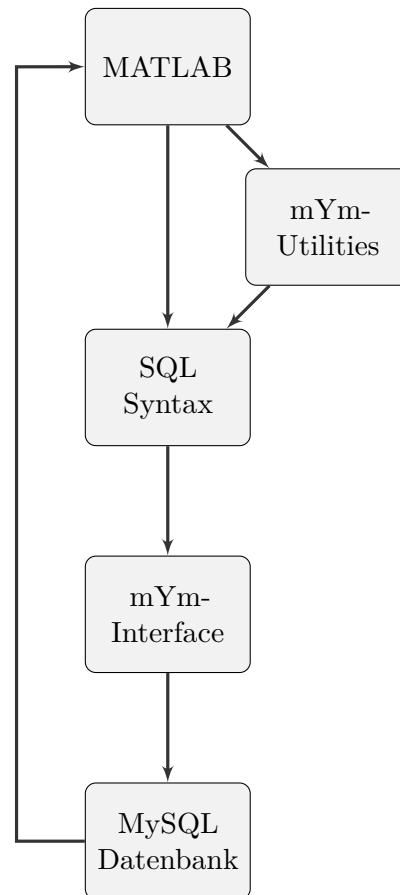 MATLAB
mYm-
Utilities
SQL
Syntax
mYm-
Interface
MySQL
Datenbank